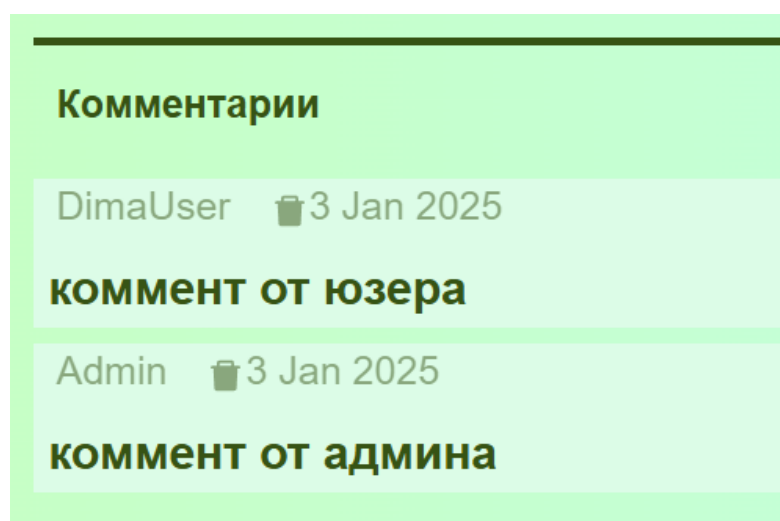 Комментарии
DimaUser 3 Jan 2025
коммент от юзера
Admin 3 Jan 2025
коммент от админа